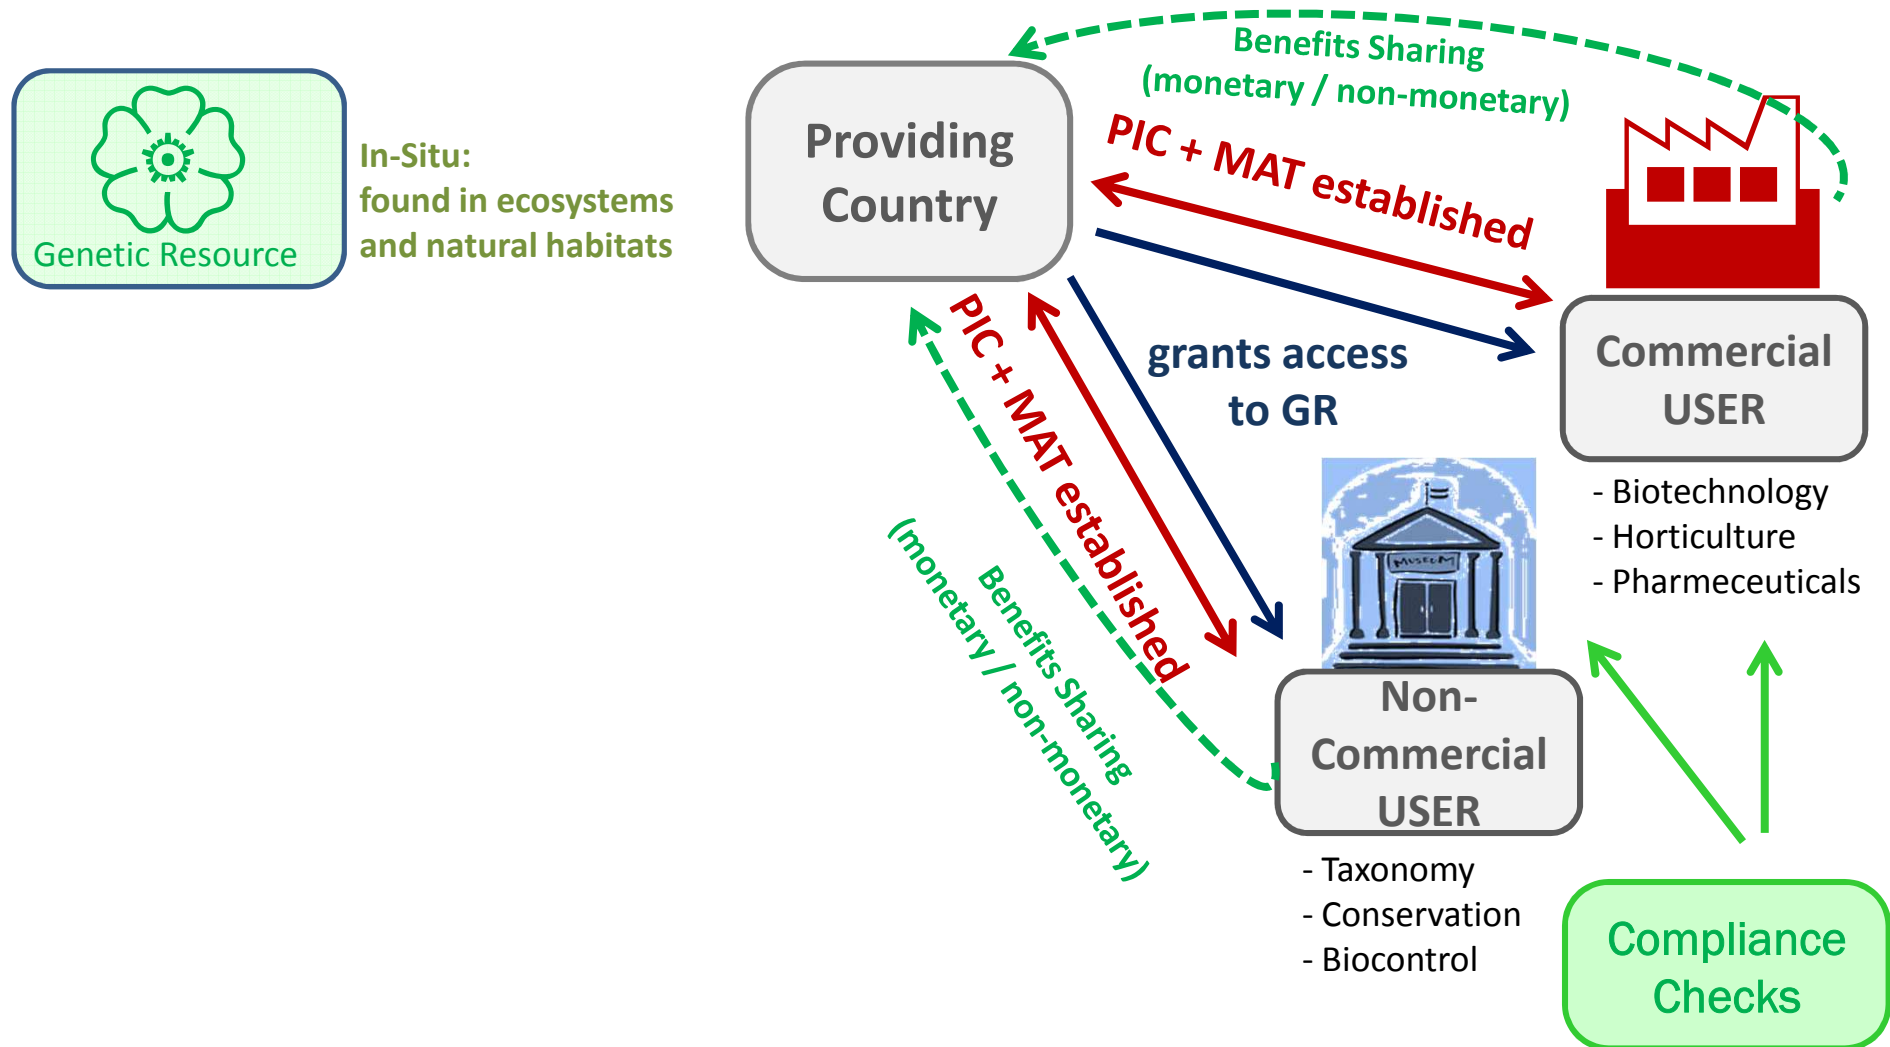 Genetic Resource
In-Situ:
found in ecosystems
and natural habitats
Providing
Country
Benefits Sharing
(monetary / non-monetary)
PIC + MAT established
grants access
to GR
PIC + MAT established
Benefits Sharing
(monetary / non-monetary)
Commercial
USER
- Biotechnology
- Horticulture
- Pharmeceuticals
MUSEUM
Non-
Commercial
USER
- Taxonomy
- Conservation
- Biocontrol
Compliance
Checks